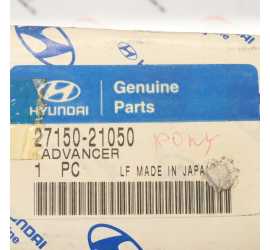 HYUNDAI
Genuine
Parts
27150-21050
ADVANCER
1 PC
LF MADE IN JAPAN
PONY